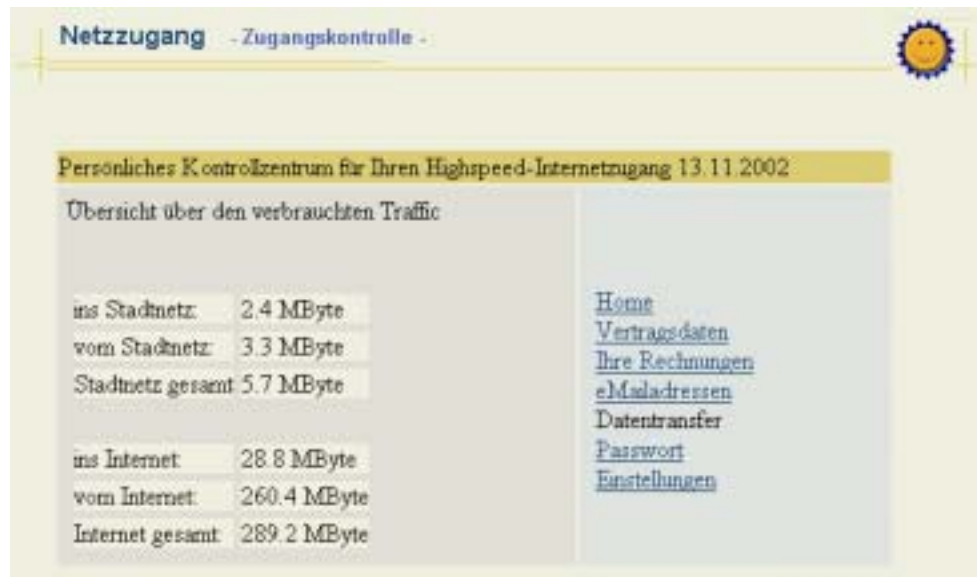 Netzzugang - Zugangskontrolle -
Persönliches Kontrollzentrum für Ihren Highspeed-Internetzugang 13.11.2002
Übersicht über den verbrauchten Traffic
ins Stadtnetz: 2.4 MByte
vom Stadtnetz: 3.3 MByte
Stadtnetz gesamt 5.7 MByte
ins Internet: 28.8 MByte
vom Internet: 260.4 MByte
Internet gesamt: 289.2 MByte
Home
Vertragsdaten
Ihre Rechnungen
eMailadressen
Datentransfer
Passwort
Einstellungen